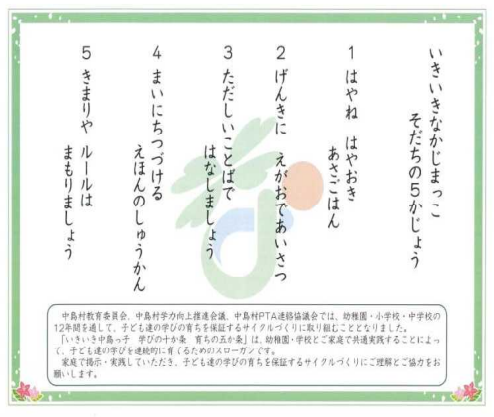 いきいきなかじまっこ
そだちの5かじょう
1 はやね はやおき
あさごはん
2 げんきに えがおであいさつ
3 ただしいことばで
はなしましょう
4 まいにちつづける
えほんのしゅうかん
5 きまりや ルールは
まもりましょう
中島村教育委員会、中島村学力向上推進会議、中島村PTA連絡協議会では、幼稚園・小学校・中学校の
12年間を通して、子ども達の学びの育ちを保証するサイクルづくりに取り組むこととなりました。
「いきいき中島っ子 学びの十か条 育ちの五か条」は、幼稚園・学校とご家庭で共通実践することによっ
て、子ども達の学びを連続的に育てるためのスローガンです。
家庭で掲示・実践していただき、子ども達の学びの育ちを保証するサイクルづくりにご理解とご協力をお
願いします。